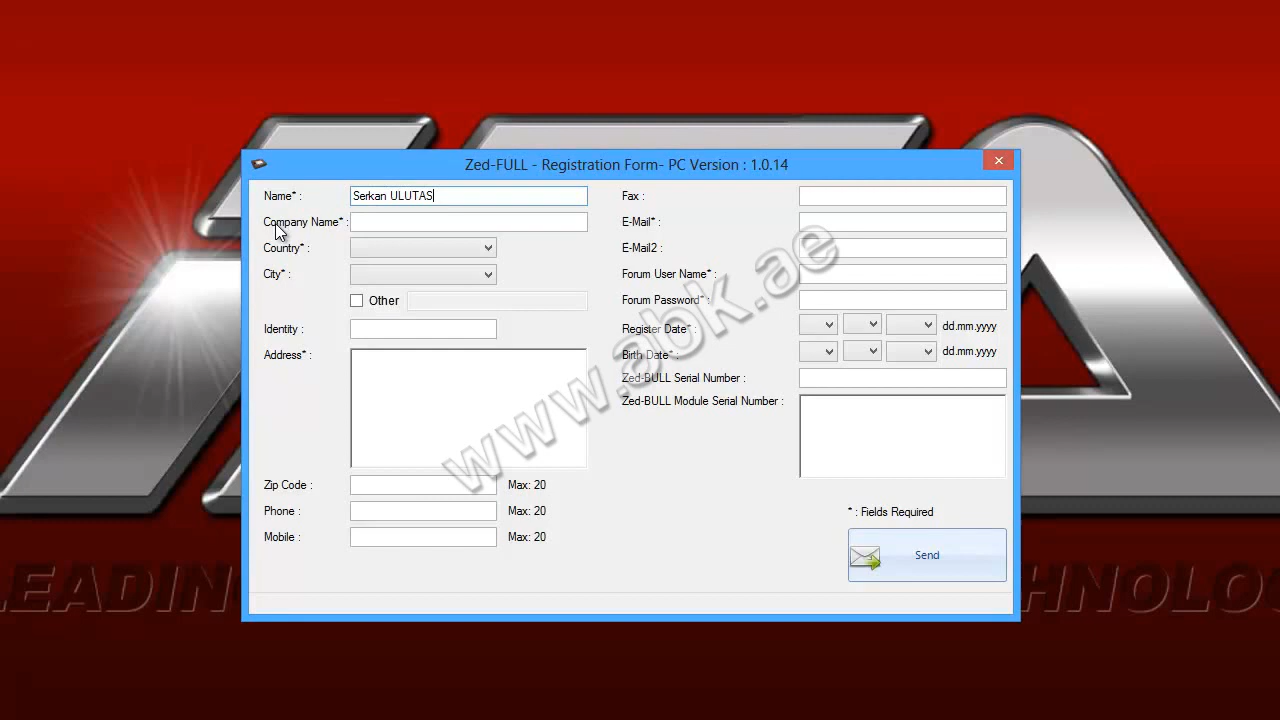 Zed-FULL - Registration Form- PC Version : 1.0.14
Name* :
Serkan ULUTAS
Company Name* :
Country* :
City* :
Other
Identity :
Address* :
Zip Code :
Max: 20
Phone :
Max: 20
Mobile :
Max: 20
Fax :
E-Mail* :
E-Mail2 :
Forum User Name* :
Forum Password* :
Register Date* :
dd.mm.yyyy
Birth Date* :
dd.mm.yyyy
Zed-BULL Serial Number :
Zed-BULL Module Serial Number :
* : Fields Required
Send
www.abk.ae
LEADING